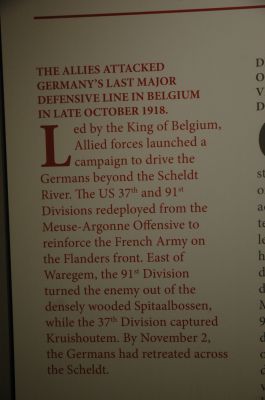 THE ALLIES ATTACKED
GERMANY'S LAST MAJOR
DEFENSIVE LINE IN BELGIUM
IN LATE OCTOBER 1918.
Led by the King of Belgium,
Allied forces launched a
campaign to drive the
Germans beyond the Scheldt
River. The US 37th and 91st
Divisions redeployed from the
Meuse-Argonne Offensive to
reinforce the French Army on
the Flanders front. East of
Waregem, the 91st Division
turned the enemy out of the
densely wooded Spitaalbossen,
while the 37th Division captured
Kruishoutem. By November 2,
the Germans had retreated across
the Scheldt.